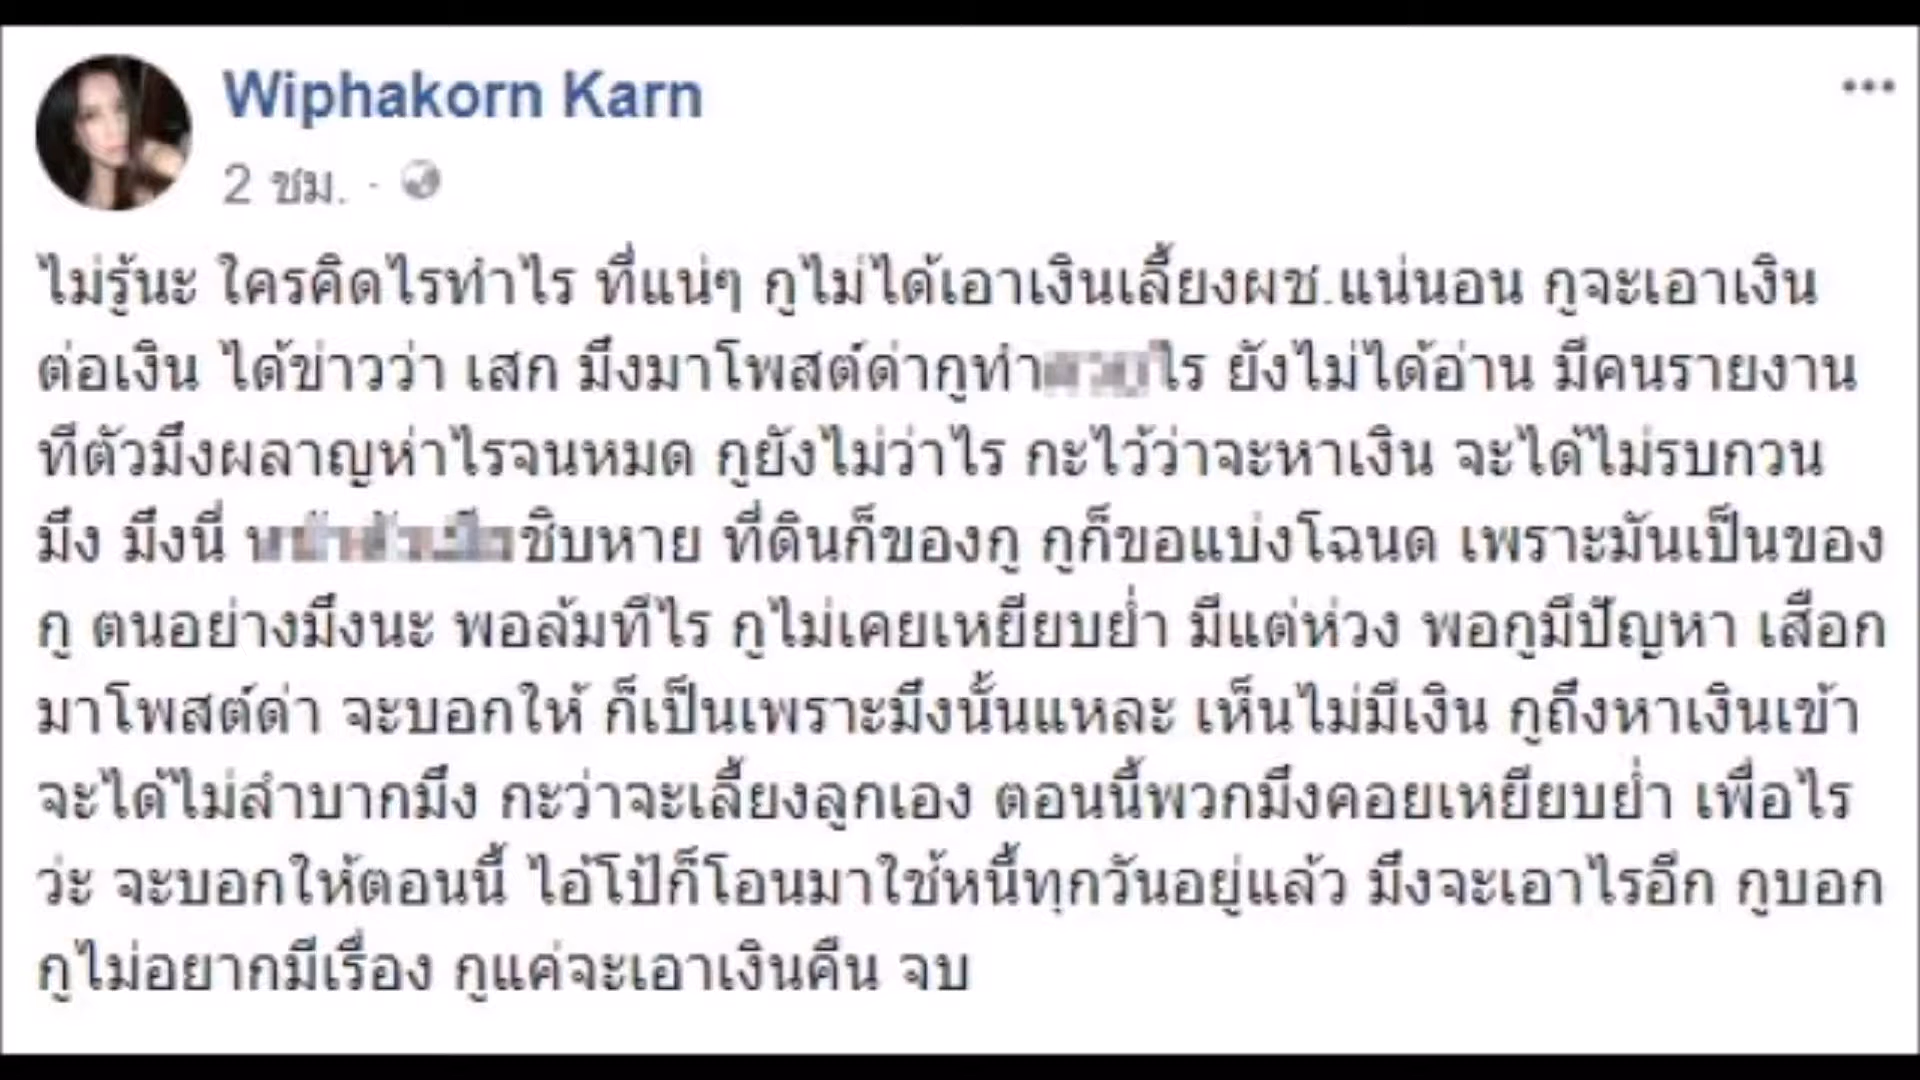 Wiphakorn Karn
2 ชม.
ไม่รู้นะ ใครคิดไรทำไร ที่แน่ๆ กูไม่ได้เอาเงินเลี้ยงผช.แน่นอน กูจะเอาเงิน
ต่อเงิน ได้ข่าวว่า เสก มึงมาโพสต์ด่ากูทำ ไร ยังไม่ได้อ่าน มีคนรายงาน
ทีตัวมึงผลาญห่าไรจนหมด กูยังไม่ว่าไร กะไว้ว่าจะหาเงิน จะได้ไม่รบกวน
มึง มึงนี่ ชิบหาย ที่ดินก็ของกู กูก็ขอแบ่งโฉนด เพราะมันเป็นของ
กู ตนอย่างมึงนะ พอล้มทีไร กูไม่เคยเหยียบย่ำ มีแต่ห่วง พอกูมีปัญหา เสือก
มาโพสต์ด่า จะบอกให้ ก็เป็นเพราะมึงนั้นแหละ เห็นไม่มีเงิน กูถึงหาเงินเข้า
จะได้ไม่ลำบากมึง กะว่าจะเลี้ยงลูกเอง ตอนนี้พวกมึงคอยเหยียบย่ำ เพื่อไร
ว่ะ จะบอกให้ตอนนี้ ไอ้โป้ก็โอนมาใช้หนี้ทุกวันอยู่แล้ว มึงจะเอาไรอีก กูบอก
กูไม่อยากมีเรื่อง กูแค่จะเอาเงินคืน จบ